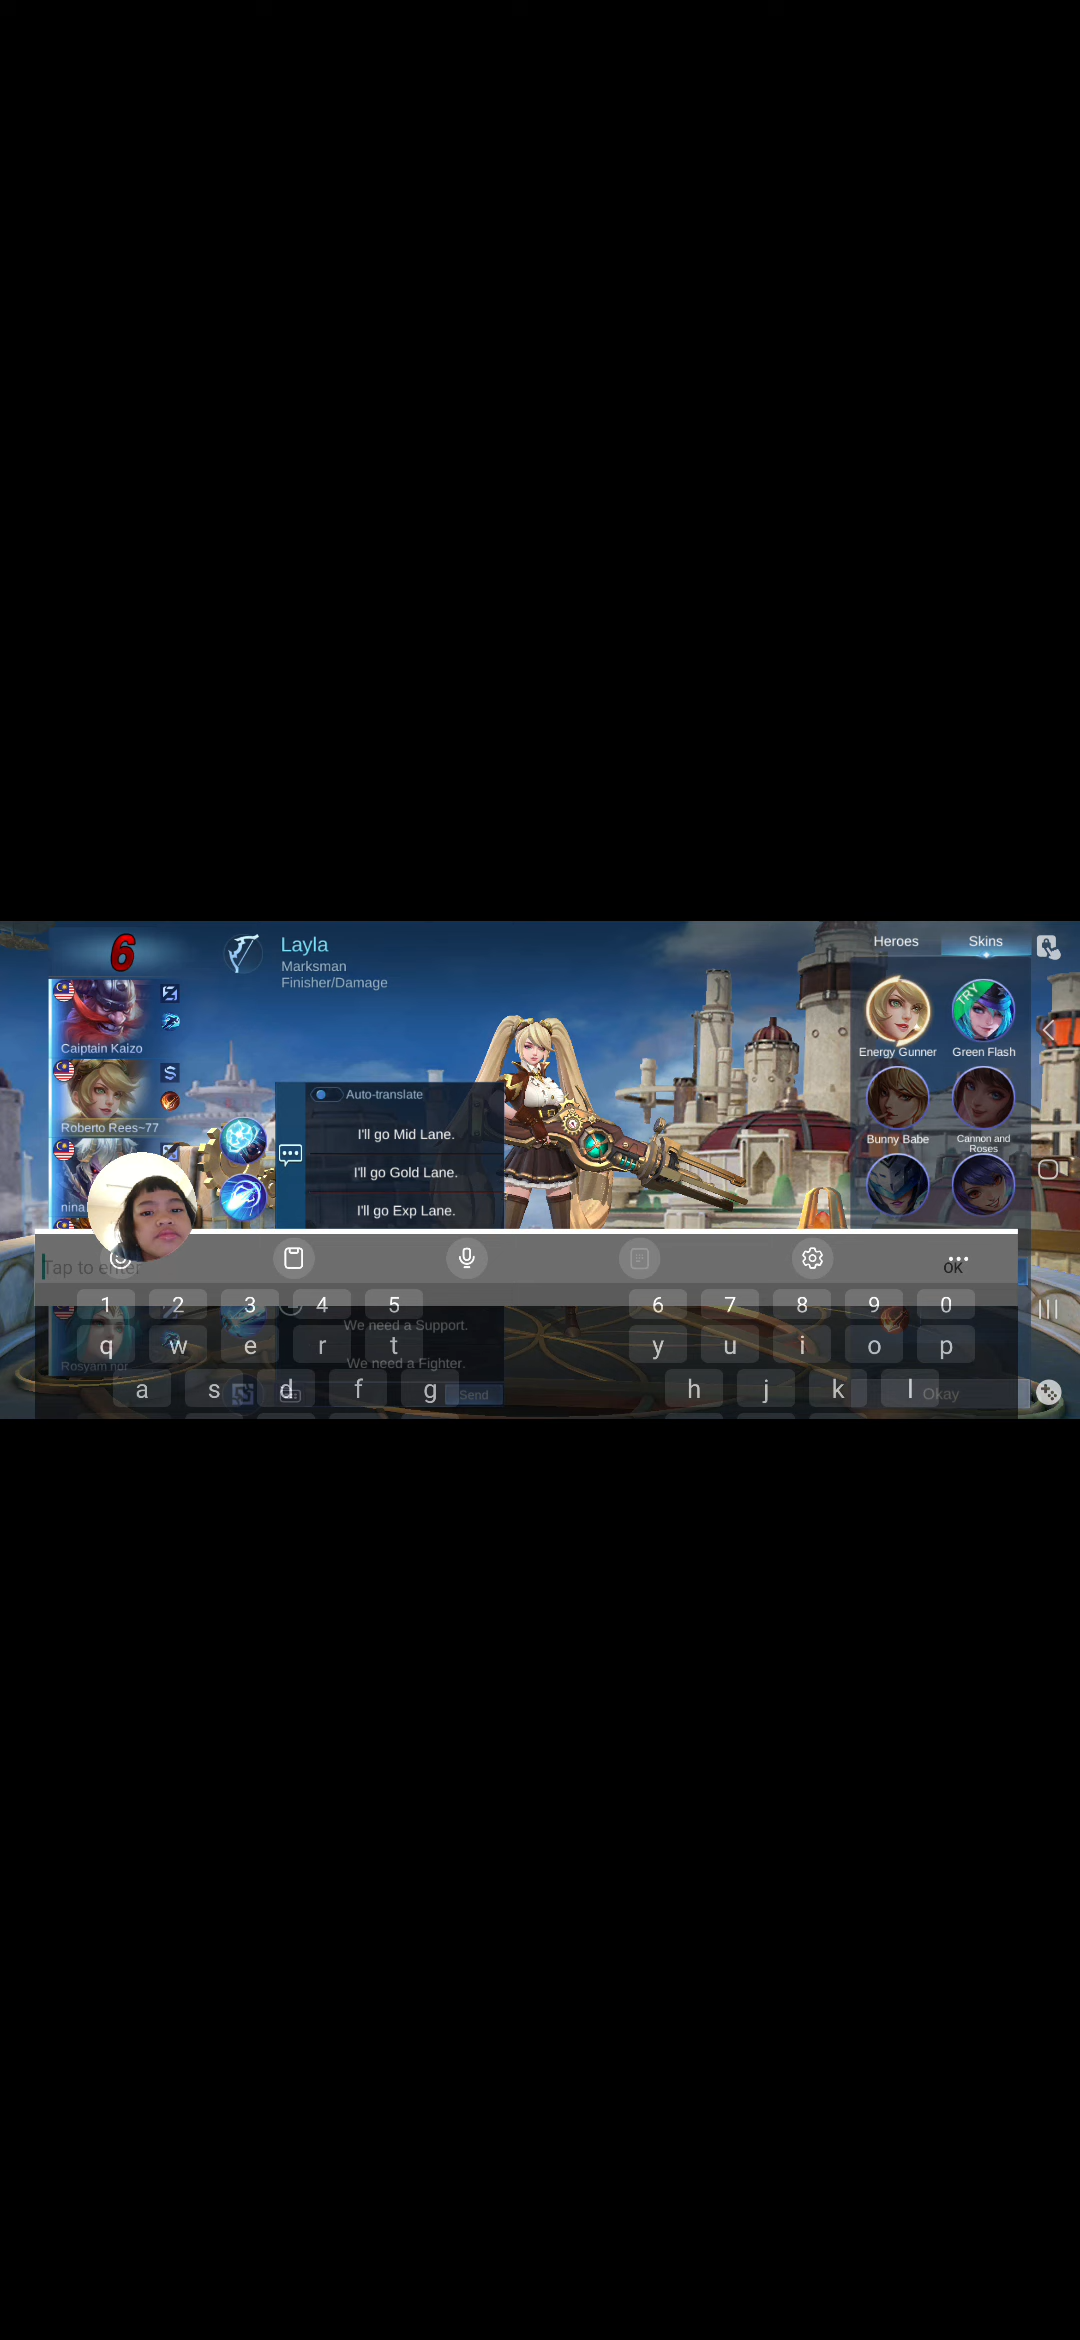 6
Layla
Marksman
Finisher/Damage
Heroes
Skins
Caiptain Kaizo
Roberto Rees~77
nina
Rosyam nor
Auto-translate
I'll go Mid Lane.
I'll go Gold Lane.
I'll go Exp Lane.
We need a Support.
We need a Fighter.
Send
TRY
Energy Gunner
Green Flash
Bunny Babe
Cannon and
Roses
Tap to enter
OK
1 2 3 4 5 6 7 8 9 0
q w e r t y u i o p
a s d f g h j k l
Okay